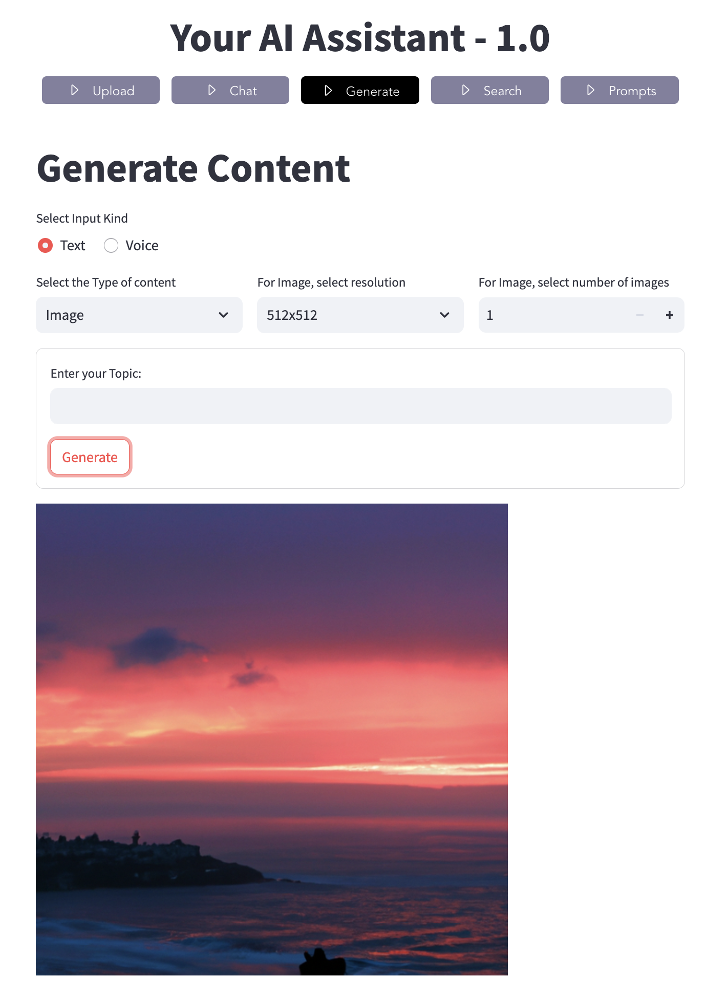 Your AI Assistant - 1.0
Upload Chat Generate Search Prompts
Generate Content
Select Input Kind
Text Voice
Select the Type of content For Image, select resolution For Image, select number of images
Image 512x512 1
Enter your Topic:
Generate